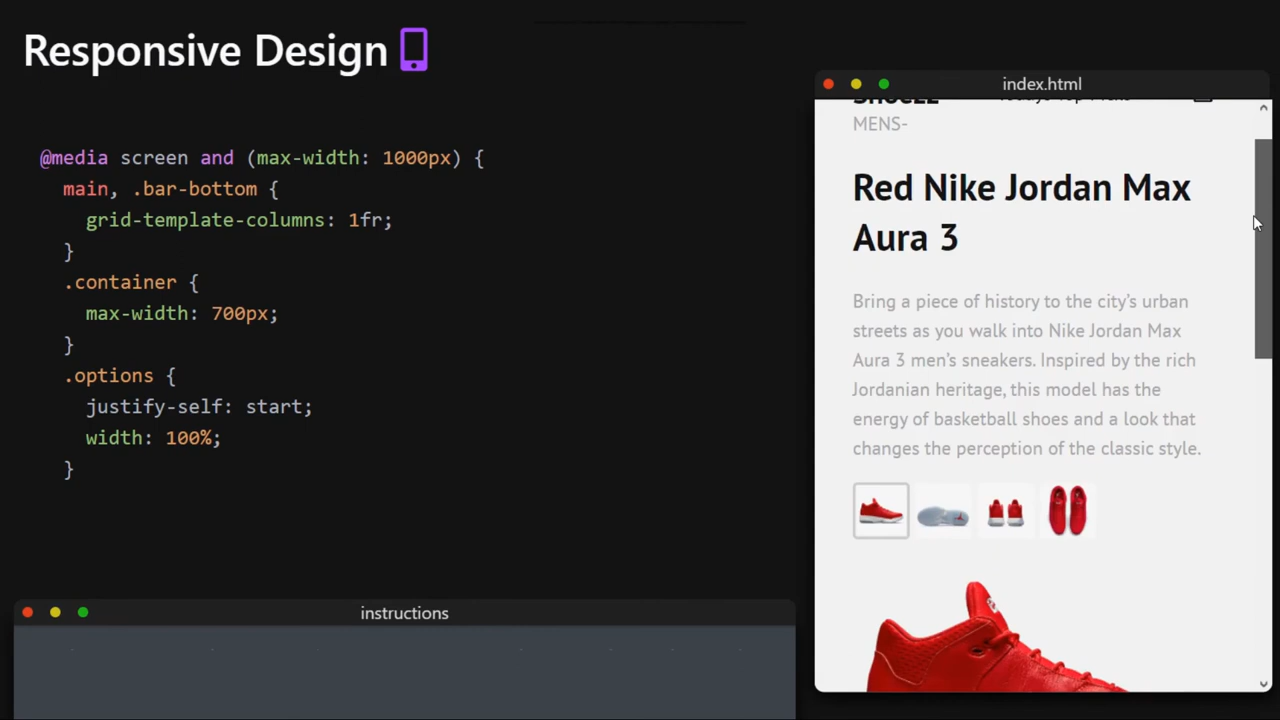 Responsive Design
@media screen and (max-width: 1000px) {
main, .bar-bottom {
grid-template-columns: 1fr;
}
.container {
max-width: 700px;
}
.options {
justify-self: start;
width: 100%;
}
instructions
index.html
MENS-
Red Nike Jordan Max
Aura 3
Bring a piece of history to the city’s urban
streets as you walk into Nike Jordan Max
Aura 3 men’s sneakers. Inspired by the rich
Jordanian heritage, this model has the
energy of basketball shoes and a look that
changes the perception of the classic style.